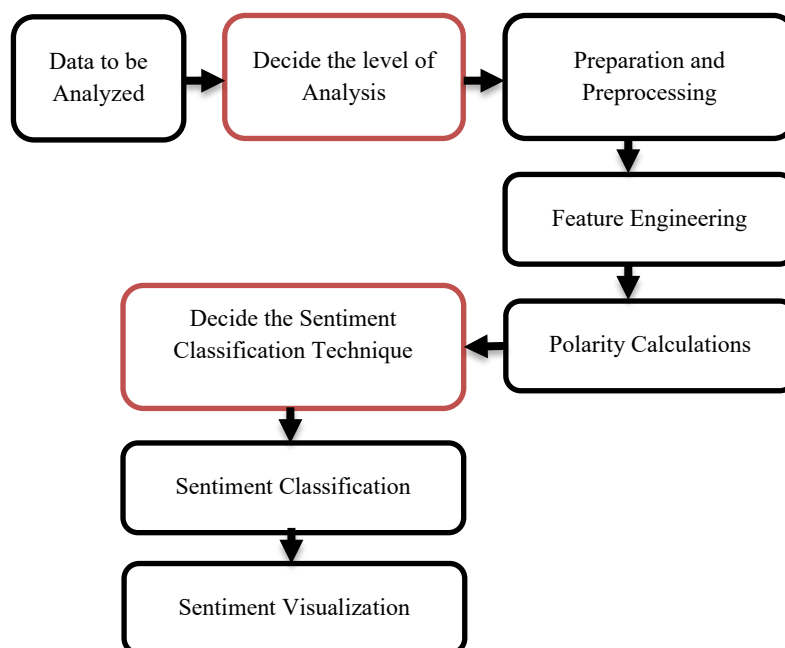 Data to be
Analyzed
Decide the level of
Analysis
Preparation and
Preprocessing
Feature Engineering
Polarity Calculations
Decide the Sentiment
Classification Technique
Sentiment Classification
Sentiment Visualization